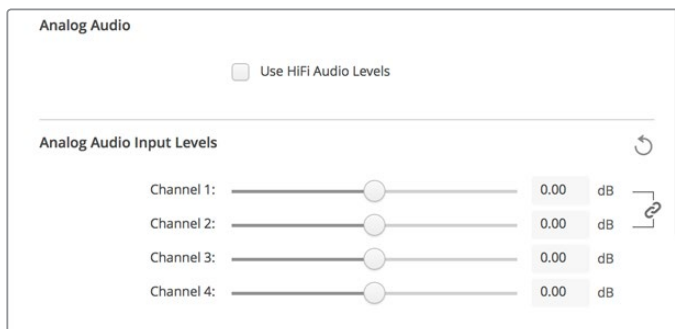 Analog Audio
Use HiFi Audio Levels
Analog Audio Input Levels
Channel 1: 0.00 dB
Channel 2: 0.00 dB
Channel 3: 0.00 dB
Channel 4: 0.00 dB